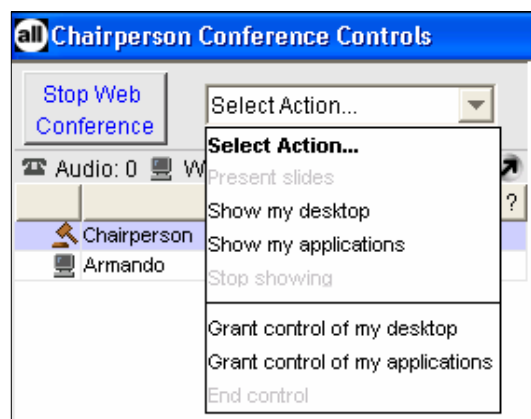 all Chairperson Conference Controls
Stop Web
Conference
Select Action...
Select Action...
Audio: 0 W
Present slides
?
Show my desktop
Chairperson
Show my applications
Armando
Stop showing
Grant control of my desktop
Grant control of my applications
End control